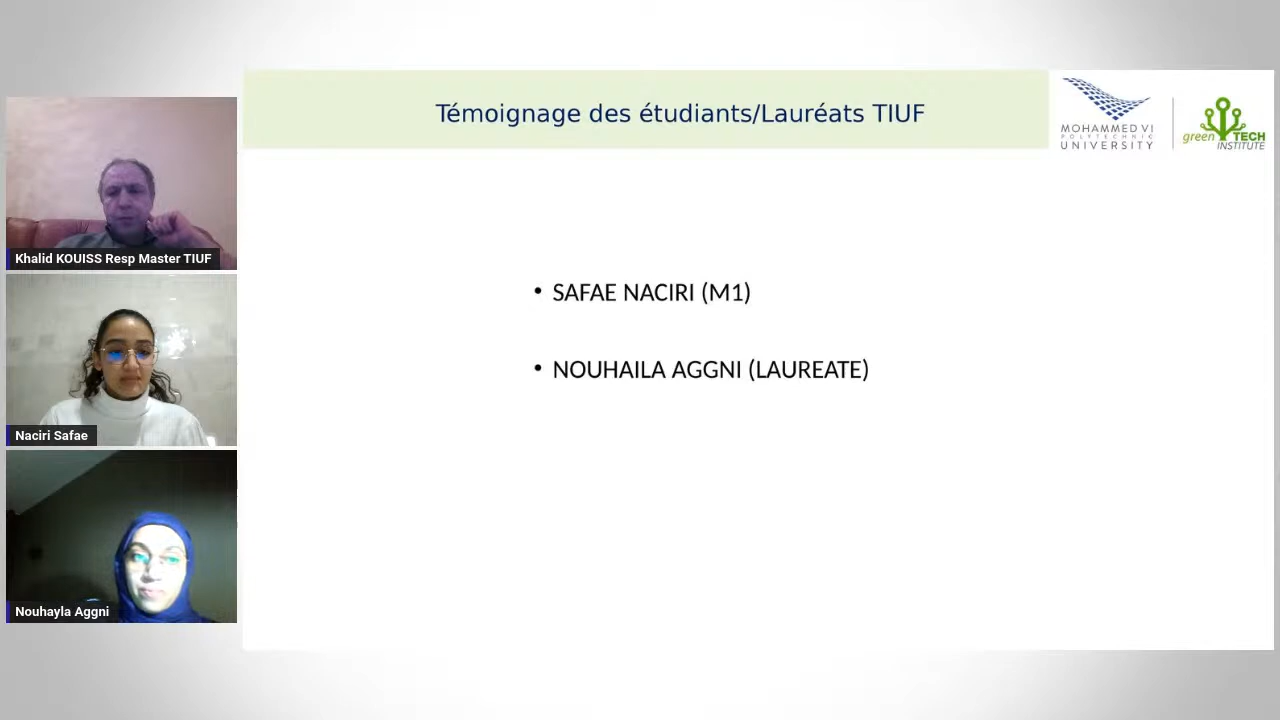 Témoignage des étudiants/Lauréats TIUF
MOHAMMED VI
POLYTECHNIC
UNIVERSITY
green TECH
INSTITUTE
Khalid KOUISS Resp Master TIUF
Naciri Safae
Nouhayla Aggni
• SAFAE NACIRI (M1)
• NOUHAILA AGGNI (LAUREATE)